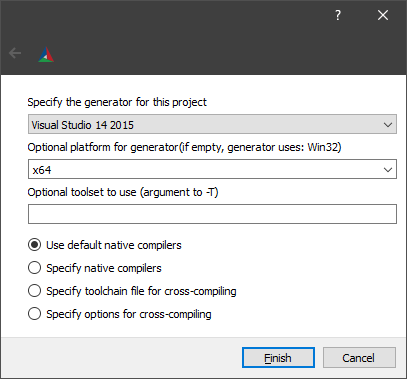 ?
Specify the generator for this project
Visual Studio 14 2015
Optional platform for generator(if empty, generator uses: Win32)
x64
Optional toolset to use (argument to -T)
Use default native compilers
Specify native compilers
Specify toolchain file for cross-compiling
Specify options for cross-compiling
Finish
Cancel